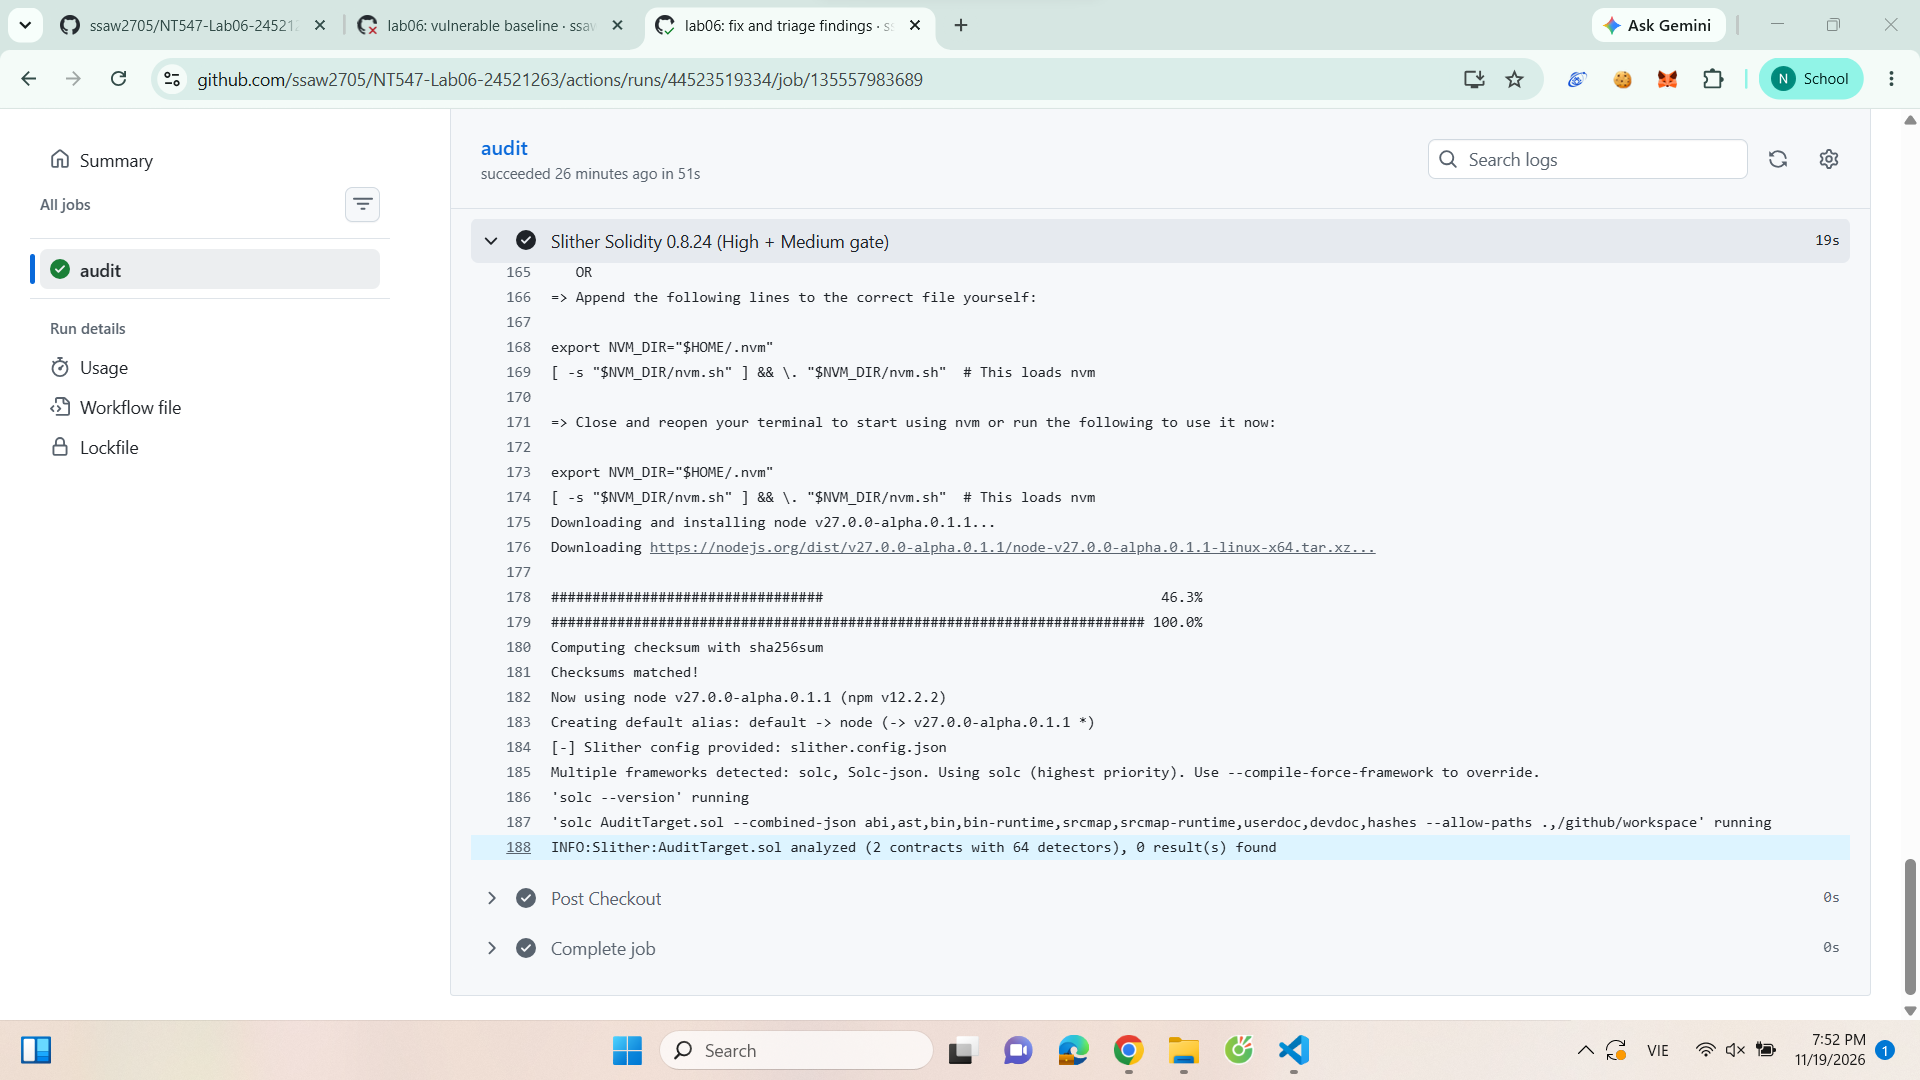 ssaw2705/NT547-Lab06-24521
lab06: vulnerable baseline · ssaw
lab06: fix and triage findings · s
Ask Gemini
github.com/ssaw2705/NT547-Lab06-24521263/actions/runs/44523519334/job/135557983689
N School
Summary
All jobs
audit
Run details
Usage
Workflow file
Lockfile
audit
succeeded 26 minutes ago in 51s
Search logs
Slither Solidity 0.8.24 (High + Medium gate) 19s
165 OR
166 => Append the following lines to the correct file yourself:
167
168 export NVM_DIR="$HOME/.nvm"
169 [ -s "$NVM_DIR/nvm.sh" ] && \. "$NVM_DIR/nvm.sh"  # This loads nvm
170
171 => Close and reopen your terminal to start using nvm or run the following to use it now:
172
173 export NVM_DIR="$HOME/.nvm"
174 [ -s "$NVM_DIR/nvm.sh" ] && \. "$NVM_DIR/nvm.sh"  # This loads nvm
175 Downloading and installing node v27.0.0-alpha.0.1.1...
176 Downloading https://nodejs.org/dist/v27.0.0-alpha.0.1.1/node-v27.0.0-alpha.0.1.1-linux-x64.tar.xz...
177
178 ################################# 46.3%
179 ######################################################################## 100.0%
180 Computing checksum with sha256sum
181 Checksums matched!
182 Now using node v27.0.0-alpha.0.1.1 (npm v12.2.2)
183 Creating default alias: default -> node (-> v27.0.0-alpha.0.1.1 *)
184 [-] Slither config provided: slither.config.json
185 Multiple frameworks detected: solc, Solc-json. Using solc (highest priority). Use --compile-force-framework to override.
186 'solc --version' running
187 'solc AuditTarget.sol --combined-json abi,ast,bin,bin-runtime,srcmap,srcmap-runtime,userdoc,devdoc,hashes --allow-paths .,/github/workspace' running
188 INFO:Slither:AuditTarget.sol analyzed (2 contracts with 64 detectors), 0 result(s) found
Post Checkout 0s
Complete job 0s
Search
VIE
7:52 PM
11/19/2026
1